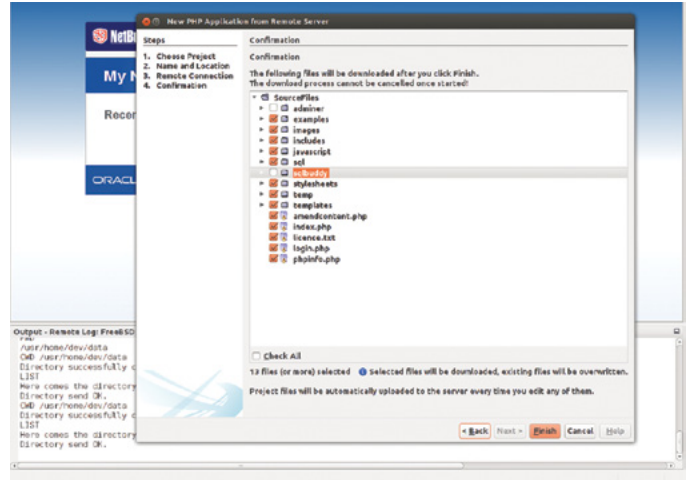 New PHP Application from Remote Server
NetB
My N
Recen
ORACL
Steps
1. Choose Project
2. Name and Location
3. Remote Connection
4. Confirmation
Confirmation
Confirmation
The following files will be downloaded after you click Finish.
The download process cannot be cancelled once started!
SourceFiles
adminer
examples
images
includes
javascript
sql
sqlbuddy
stylesheets
temp
templates
amendcontent.php
index.php
licence.txt
login.php
phpinfo.php
Check All
13 files (or more) selected Selected files will be downloaded, existing files will be overwritten.
Project files will be automatically uploaded to the server every time you edit any of them.
< Back Next > Finish Cancel Help
Output - Remote Log: FreeBSD
/usr/home/dev/data
CWD /usr/home/dev/data
Directory successfully c
LIST
Here comes the directory
Directory send OK.
CWD /usr/home/dev/data
Directory successfully c
LIST
Here comes the directory
Directory send OK.